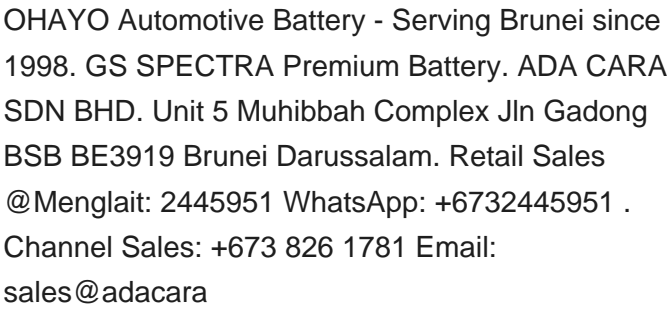 OHAYO Automotive Battery - Serving Brunei since
1998. GS SPECTRA Premium Battery. ADA CARA
SDN BHD. Unit 5 Muhibbah Complex Jln Gadong
BSB BE3919 Brunei Darussalam. Retail Sales
@Menglait: 2445951 WhatsApp: +6732445951 .
Channel Sales: +673 826 1781 Email:
sales@adacara